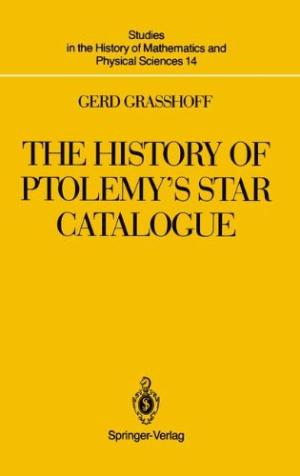 Studies
in the History of Mathematics and
Physical Sciences 14
GERD GRASSHOFF
THE HISTORY OF
PTOLEMY'S STAR
CATALOGUE
Springer-Verlag